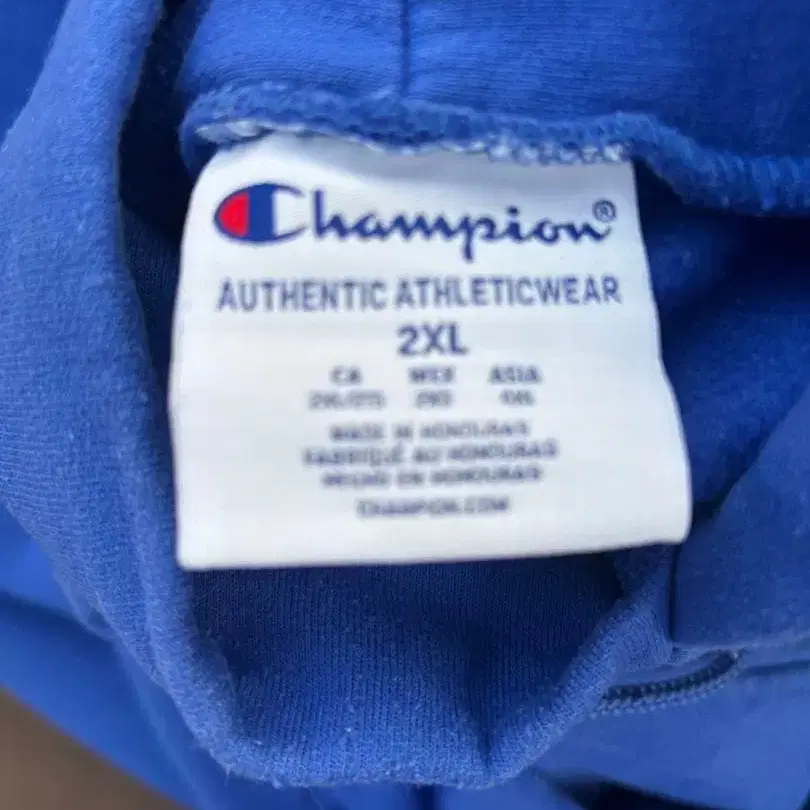 Champion®
AUTHENTIC ATHLETICWEAR
2XL
CA MEX ASIA
MADE IN HONDURAS
FABRIQUÉ AU HONDURAS
HECHO EN HONDURAS
CHAMPION.COM